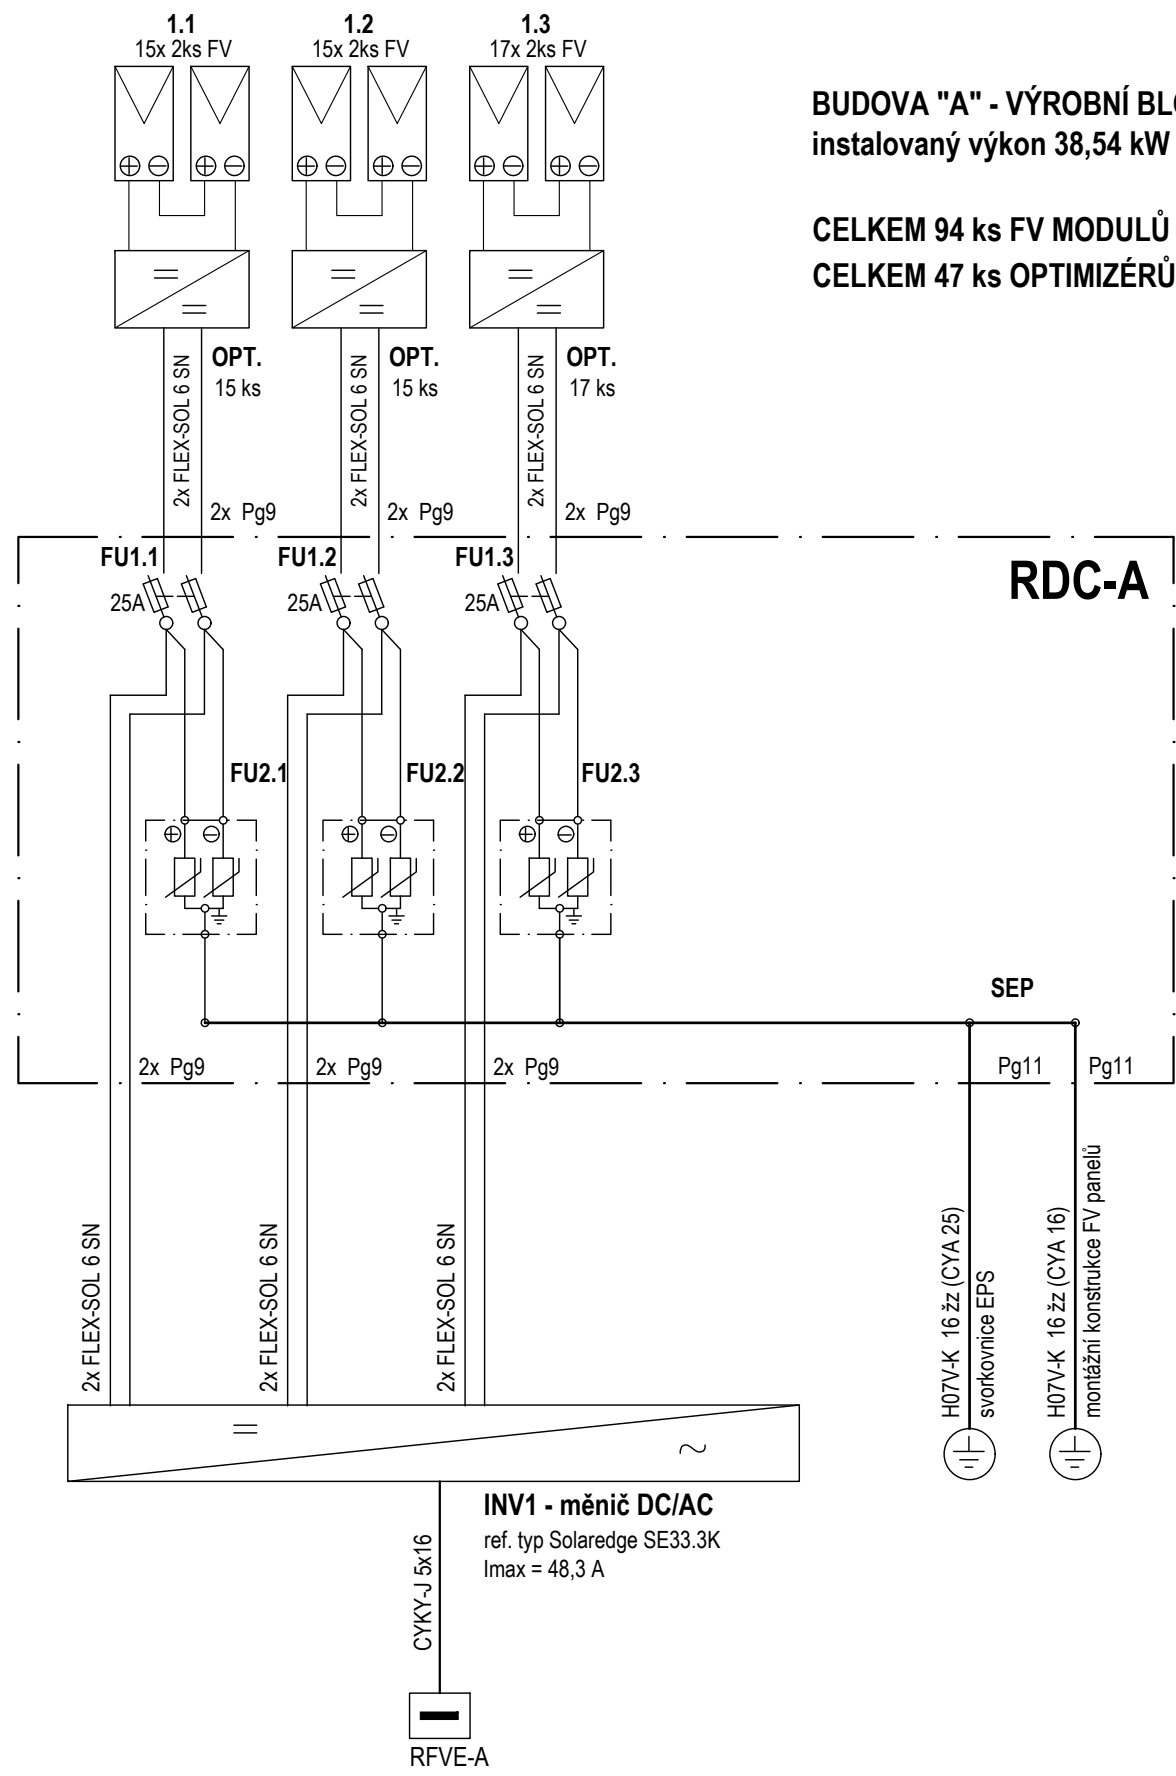 1.1
15x 2ks FV
1.2
15x 2ks FV
1.3
17x 2ks FV
BUDOVA "A" - VÝROBNÍ
instalovaný výkon 38,54 kW
CELKEM 94 ks FV MODULŮ
CELKEM 47 ks OPTIMIZÉRŮ
OPT.
15 ks
OPT.
15 ks
OPT.
17 ks
2x FLEX-SOL 6 SN
2x FLEX-SOL 6 SN
2x FLEX-SOL 6 SN
2x Pg9
2x Pg9
2x Pg9
RDC-A
FU1.1
25A
FU1.2
25A
FU1.3
25A
FU2.1
FU2.2
FU2.3
SEP
2x Pg9
2x Pg9
2x Pg9
Pg11
Pg11
2x FLEX-SOL 6 SN
2x FLEX-SOL 6 SN
2x FLEX-SOL 6 SN
H07V-K 16 žz (CYA 25)
svorkovnice EPS
H07V-K 16 žz (CYA 16)
montážní konstrukce FV panelů
INV1 - měnič DC/AC
ref. typ Solaredge SE33.3K
Imax = 48,3 A
CYKY-J 5x16
RFVE-A